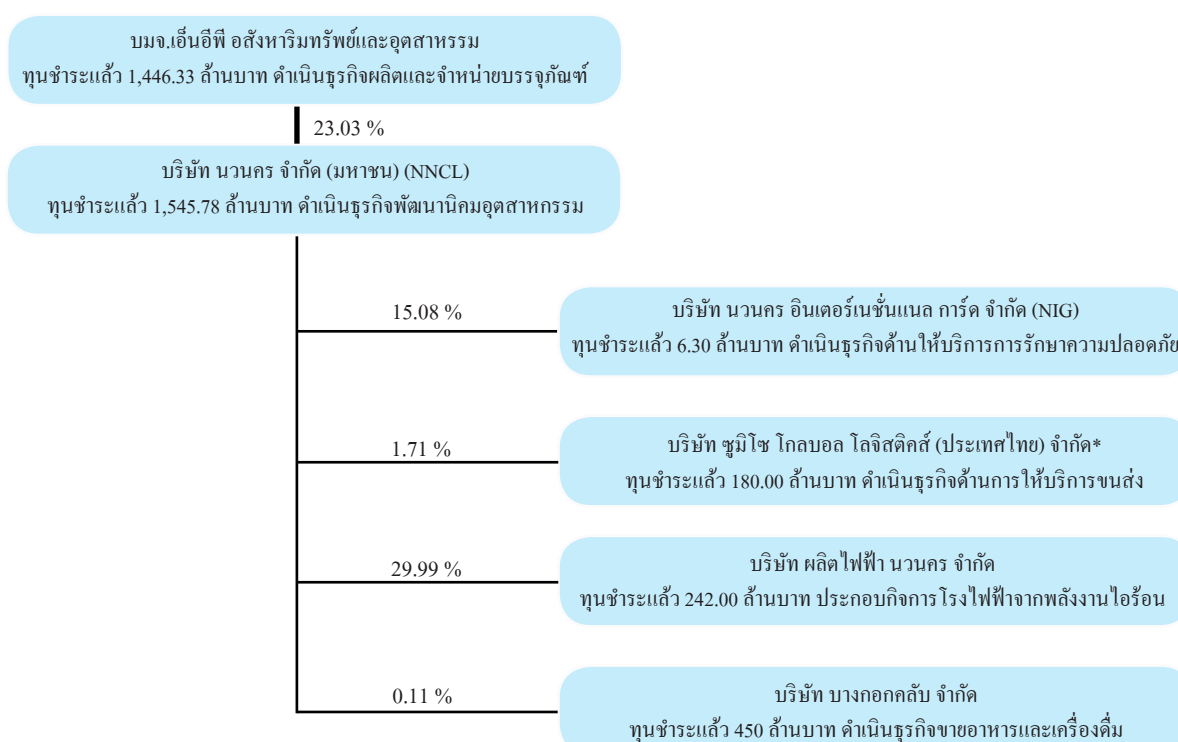 บมจ.เอ็นอีพี อสังหาริมทรัพย์และอุตสาหรรม
ทุนชำระแล้ว 1,446.33 ล้านบาท ดำเนินธุรกิจผลิตและจำหน่ายบรรจุภัณฑ์
23.03 %
บริษัท นวนคร จำกัด (มหาชน) (NNCL)
ทุนชำระแล้ว 1,545.78 ล้านบาท ดำเนินธุรกิจพัฒนานิคมอุตสาหกรรม
15.08 %
บริษัท นวนคร อินเตอร์เนชั่นแนล การ์ด จำกัด (NIG)
ทุนชำระแล้ว 6.30 ล้านบาท ดำเนินธุรกิจด้านให้บริการการรักษาความปลอดภัย
1.71 %
บริษัท ซูมิโซ โกลบอล โลจิสติคส์ (ประเทศไทย) จำกัด*
ทุนชำระแล้ว 180.00 ล้านบาท ดำเนินธุรกิจด้านการให้บริการขนส่ง
29.99 %
บริษัท ผลิตไฟฟ้า นวนคร จำกัด
ทุนชำระแล้ว 242.00 ล้านบาท ประกอบกิจการโรงไฟฟ้าจากพลังงานไอร้อน
0.11 %
บริษัท บางกอกคลับ จำกัด
ทุนชำระแล้ว 450 ล้านบาท ดำเนินธุรกิจขายอาหารและเครื่องดื่ม